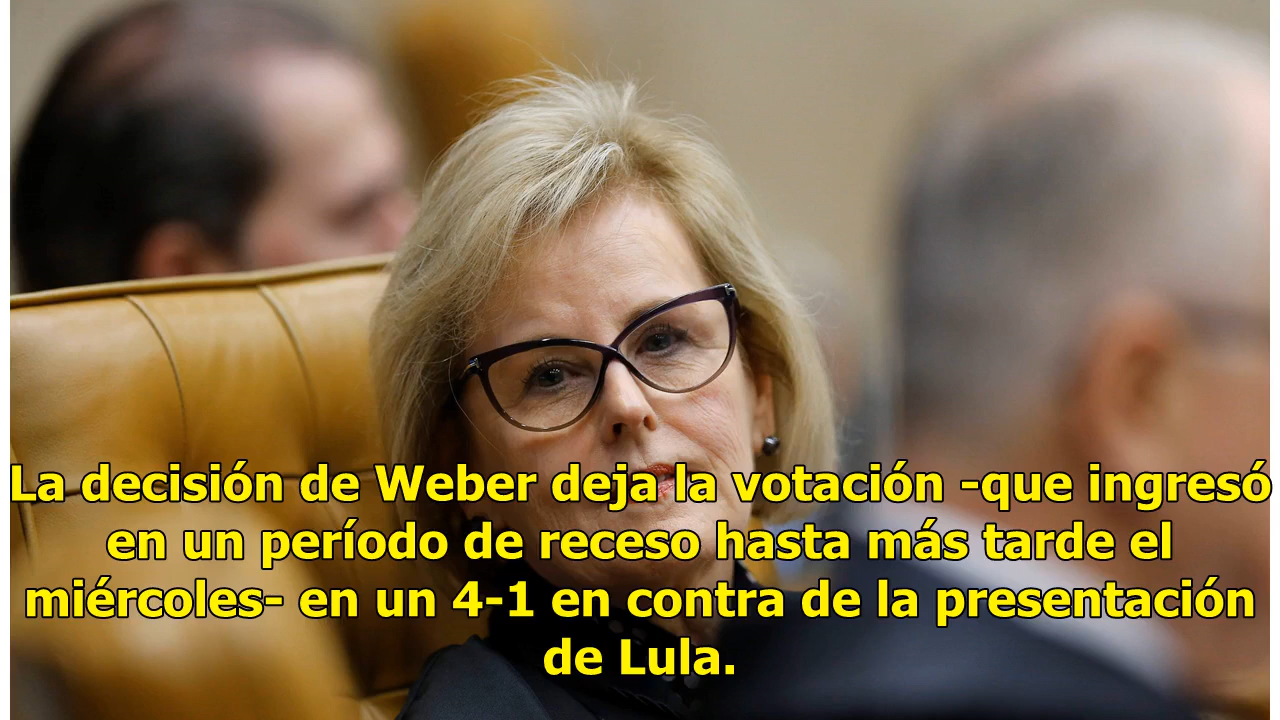 La decisión de Weber deja la votación -que ingresó
en un período de receso hasta más tarde el
miércoles- en un 4-1 en contra de la presentación
de Lula.